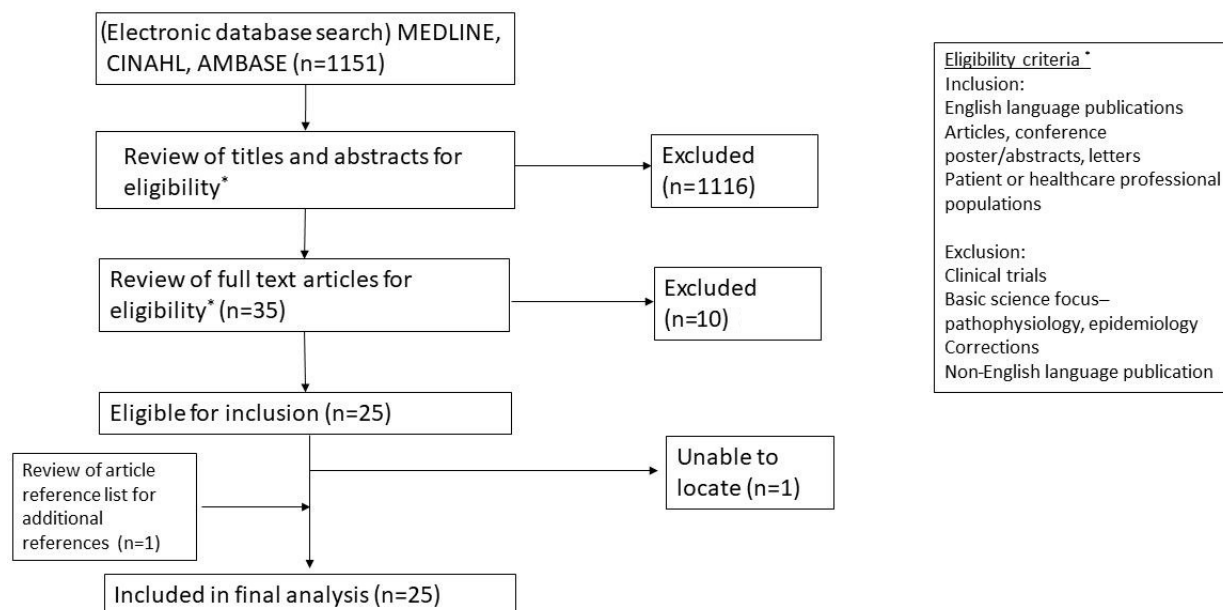 (Electronic database search) MEDLINE,
CINAHL, AMBASE (n=1151)
Review of titles and abstracts for
eligibility*
Excluded
(n=1116)
Review of full text articles for
eligibility* (n=35)
Excluded
(n=10)
Eligible for inclusion (n=25)
Unable to
locate (n=1)
Review of article
reference list for
additional
references (n=1)
Included in final analysis (n=25)
Eligibility criteria *
Inclusion:
English language publications
Articles, conference
poster/abstracts, letters
Patient or healthcare professional
populations
Exclusion:
Clinical trials
Basic science focus–
pathophysiology, epidemiology
Corrections
Non-English language publication